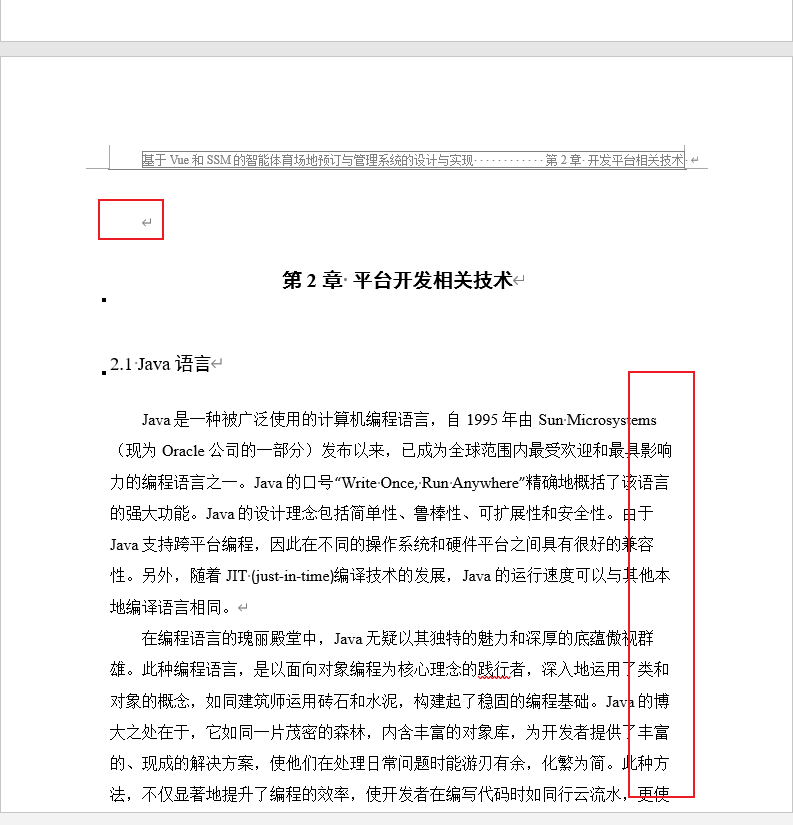 基于 Vue 和 SSM 的智能体育场地预订与管理系统的设计与实现············第 2 章· 开发平台相关技术
第 2 章· 平台开发相关技术
2.1·Java 语言
Java 是一种被广泛使用的计算机编程语言，自 1995 年由 Sun·Microsystems
（现为 Oracle 公司的一部分）发布以来，已成为全球范围内最受欢迎和最具影响
力的编程语言之一。Java 的口号“Write·Once,·Run·Anywhere”精确地概括了该语言
的强大功能。Java 的设计理念包括简单性、鲁棒性、可扩展性和安全性。由于
Java 支持跨平台编程，因此在不同的操作系统和硬件平台之间具有很好的兼容
性。另外，随着 JIT·(just-in-time)编译技术的发展，Java 的运行速度可以与其他本
地编译语言相同。
在编程语言的瑰丽殿堂中，Java 无疑以其独特的魅力和深厚的底蕴傲视群
雄。此种编程语言，是以面向对象编程为核心理念的践行者，深入地运用了类和
对象的概念，如同建筑师运用砖石和水泥，构建起了稳固的编程基础。Java 的博
大之处在于，它如同一片茂密的森林，内含丰富的对象库，为开发者提供了丰富
的、现成的解决方案，使他们在处理日常问题时能游刃有余，化繁为简。此种方
法，不仅显著地提升了编程的效率，使开发者在编写代码时如同行云流水，更使